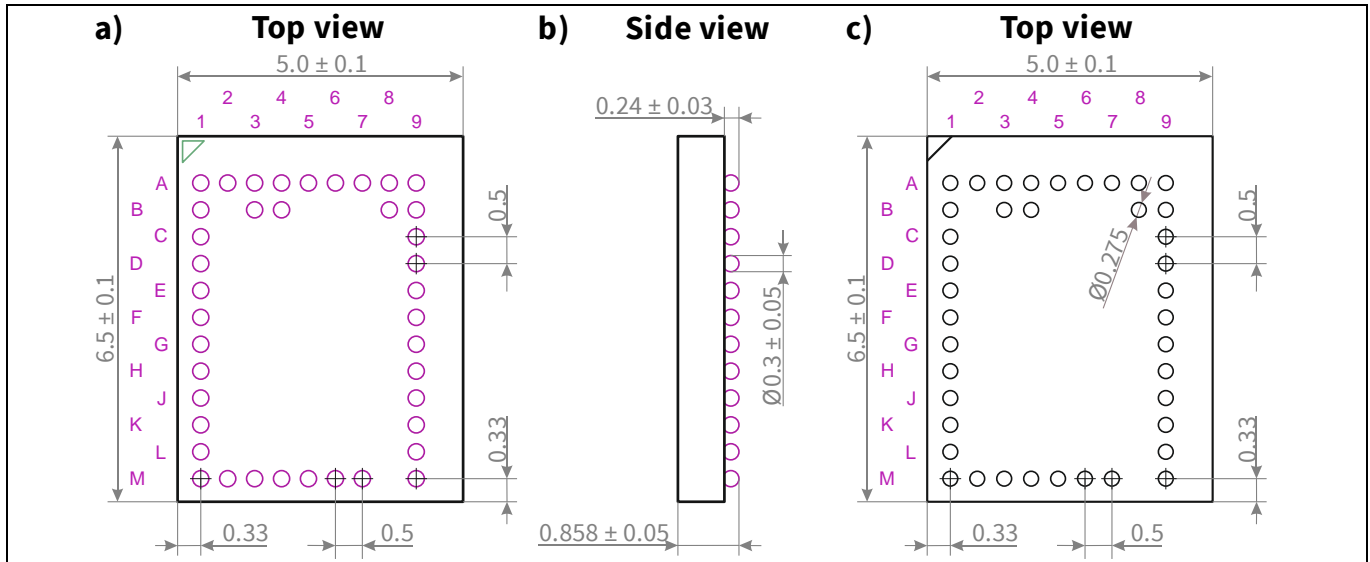 a) Top view
5.0 ± 0.1
2 4 6 8
1 3 5 7 9
A
B
C
D
E
F
G
H
J
K
L
M
6.5 ± 0.1
0.5
0.33
0.33
0.5
b) Side view
0.24 ± 0.03
Ø0.3 ± 0.05
0.858 ± 0.05
c) Top view
5.0 ± 0.1
2 4 6 8
1 3 5 7 9
A
B
C
D
E
F
G
H
J
K
L
M
6.5 ± 0.1
Ø0.275
0.5
0.33
0.33
0.5